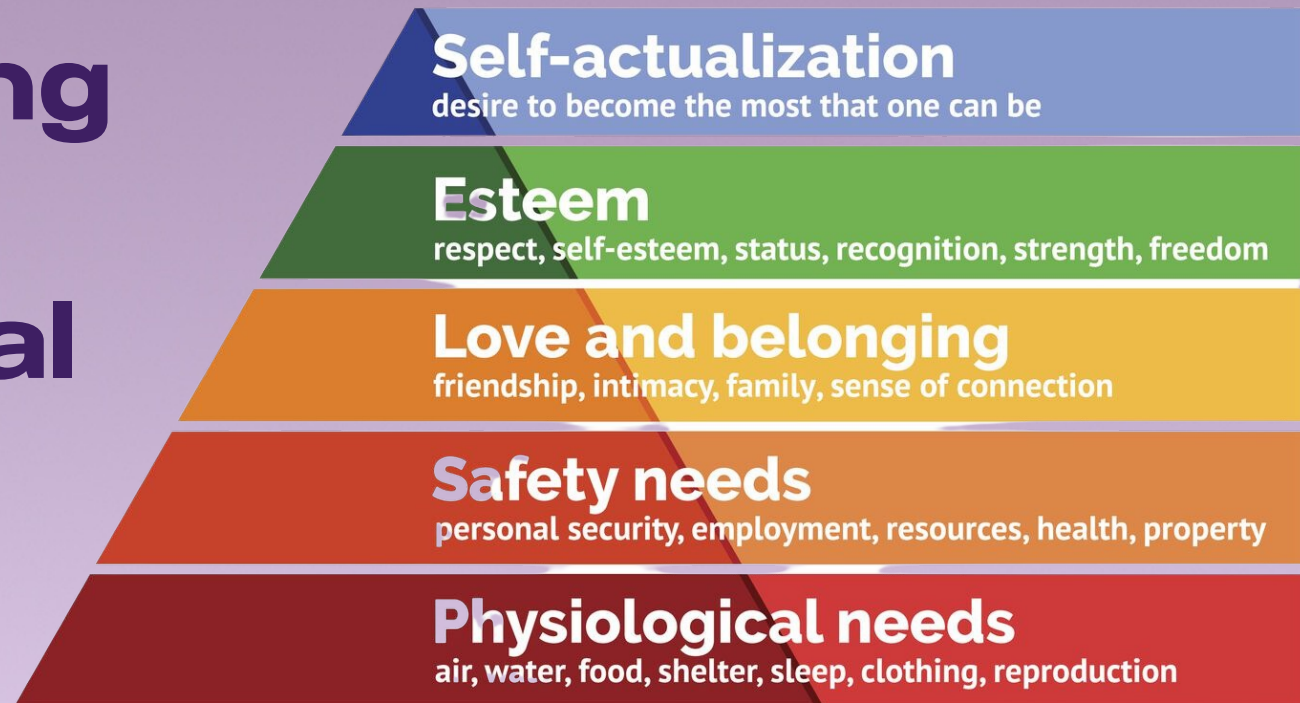 ng
al
Self-actualization
desire to become the most that one can be
Esteem
respect, self-esteem, status, recognition, strength, freedom
Love and belonging
friendship, intimacy, family, sense of connection
Safety needs
personal security, employment, resources, health, property
Physiological needs
air, water, food, shelter, sleep, clothing, reproduction